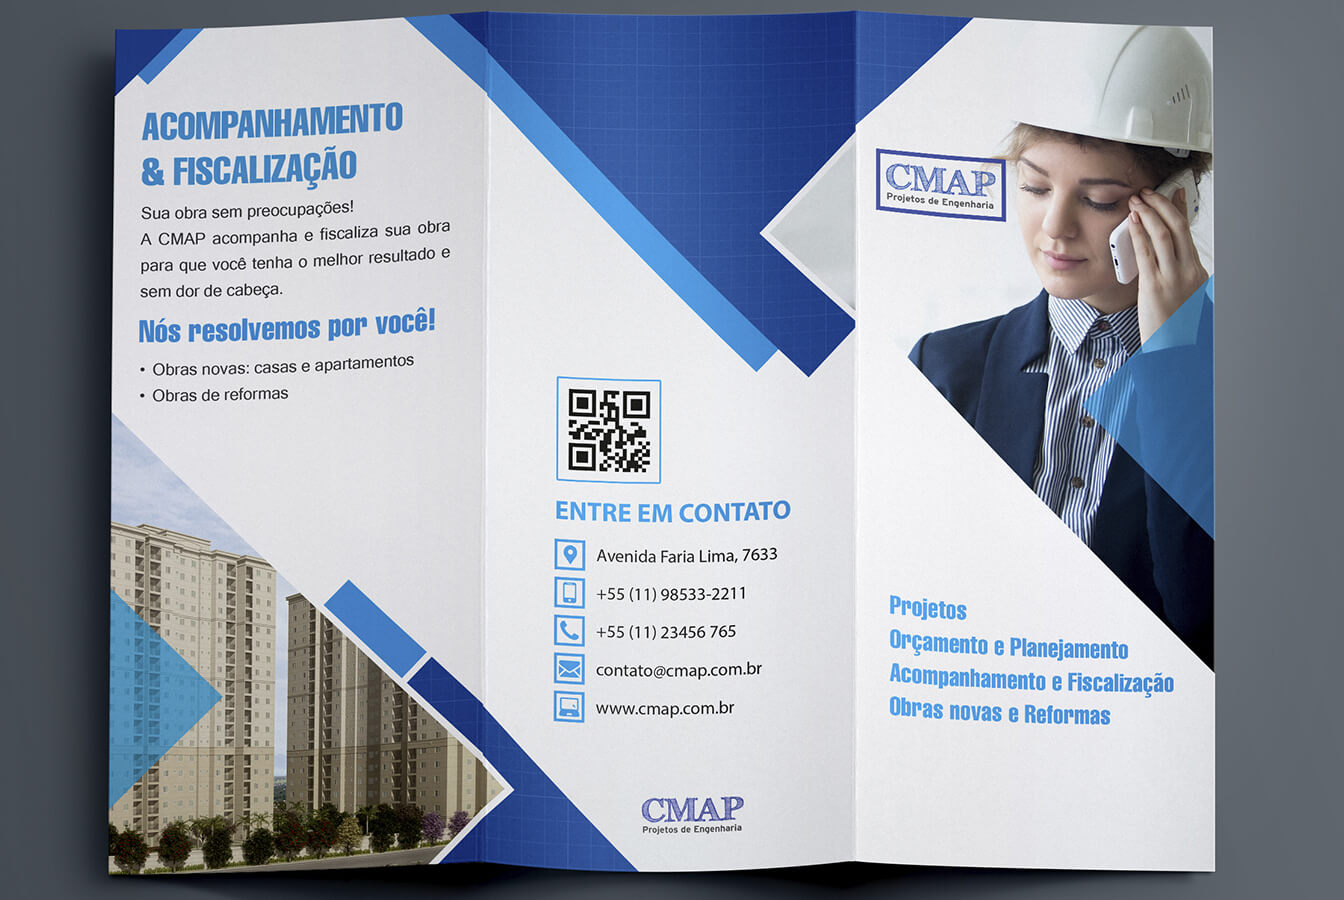 ACOMPANHAMENTO
& FISCALIZAÇÃO
Sua obra sem preocupações!
A CMAP acompanha e fiscaliza sua obra
para que você tenha o melhor resultado e
sem dor de cabeça.
Nós resolvemos por você!
• Obras novas: casas e apartamentos
• Obras de reformas
ENTRE EM CONTATO
Avenida Faria Lima, 7633
+55 (11) 98533-2211
+55 (11) 23456 765
contato@cmap.com.br
www.cmap.com.br
CMAP
Projetos de Engenharia
CMAP
Projetos de Engenharia
Projetos
Orçamento e Planejamento
Acompanhamento e Fiscalização
Obras novas e Reformas